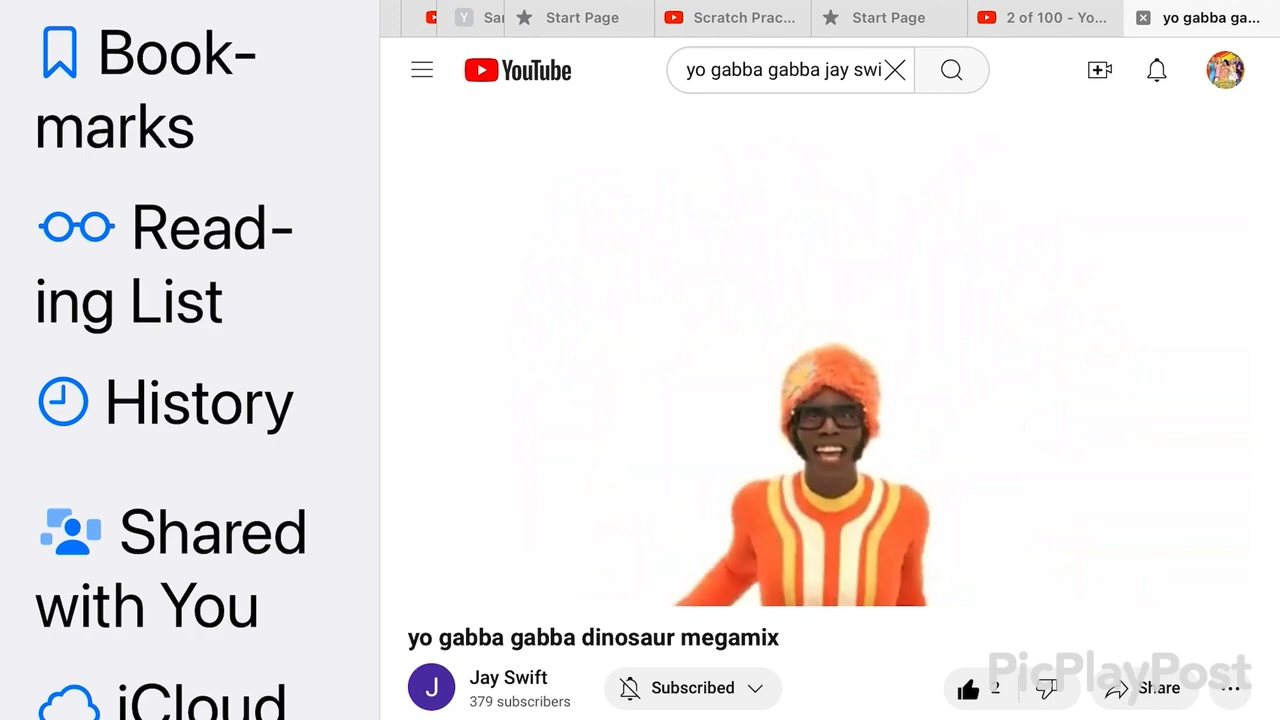 Book-
marks
Read-
ing List
History
Shared
with You
iCloud
Y
Sar
Start Page
Scratch Prac...
Start Page
2 of 100 - Yo...
yo gabba ga...
YouTube
yo gabba gabba jay swi
yo gabba gabba dinosaur megamix
J
Jay Swift
379 subscribers
Subscribed
2
Share
PicPlayPost